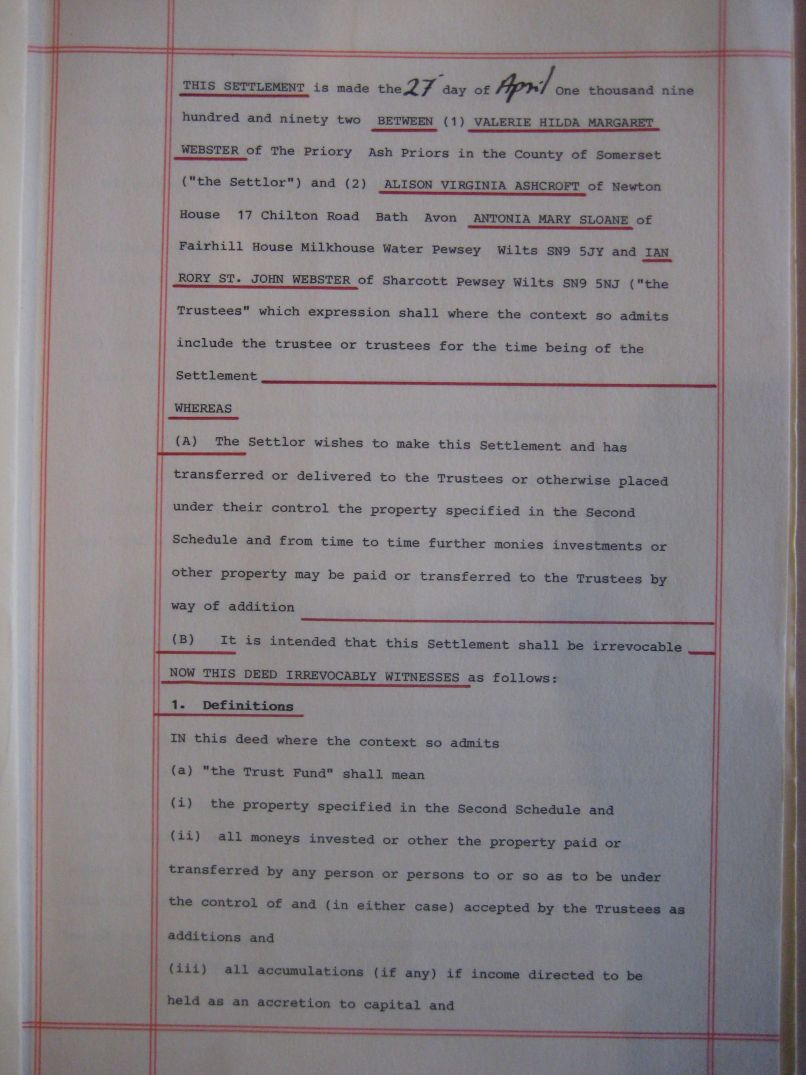 THIS SETTLEMENT is made the 27 day of April One thousand nine
hundred and ninety two BETWEEN (1) VALERIE HILDA MARGARET
WEBSTER of The Priory Ash Priors in the County of Somerset
("the Settlor") and (2) ALISON VIRGINIA ASHCROFT of Newton
House 17 Chilton Road Bath Avon ANTONIA MARY SLOANE of
Fairhill House Milkhouse Water Pewsey Wilts SN9 5JY and IAN
RORY ST. JOHN WEBSTER of Sharcott Pewsey Wilts SN9 5NJ ("the
Trustees" which expression shall where the context so admits
include the trustee or trustees for the time being of the
Settlement
WHEREAS
(A) The Settlor wishes to make this Settlement and has
transferred or delivered to the Trustees or otherwise placed
under their control the property specified in the Second
Schedule and from time to time further monies investments or
other property may be paid or transferred to the Trustees by
way of addition
(B) It is intended that this Settlement shall be irrevocable
NOW THIS DEED IRREVOCABLY WITNESSES as follows:
1. Definitions
IN this deed where the context so admits
(a) "the Trust Fund" shall mean
(i) the property specified in the Second Schedule and
(ii) all moneys invested or other the property paid or
transferred by any person or persons to or so as to be under
the control of and (in either case) accepted by the Trustees as
additions and
(iii) all accumulations (if any) if income directed to be
held as an accretion to capital and